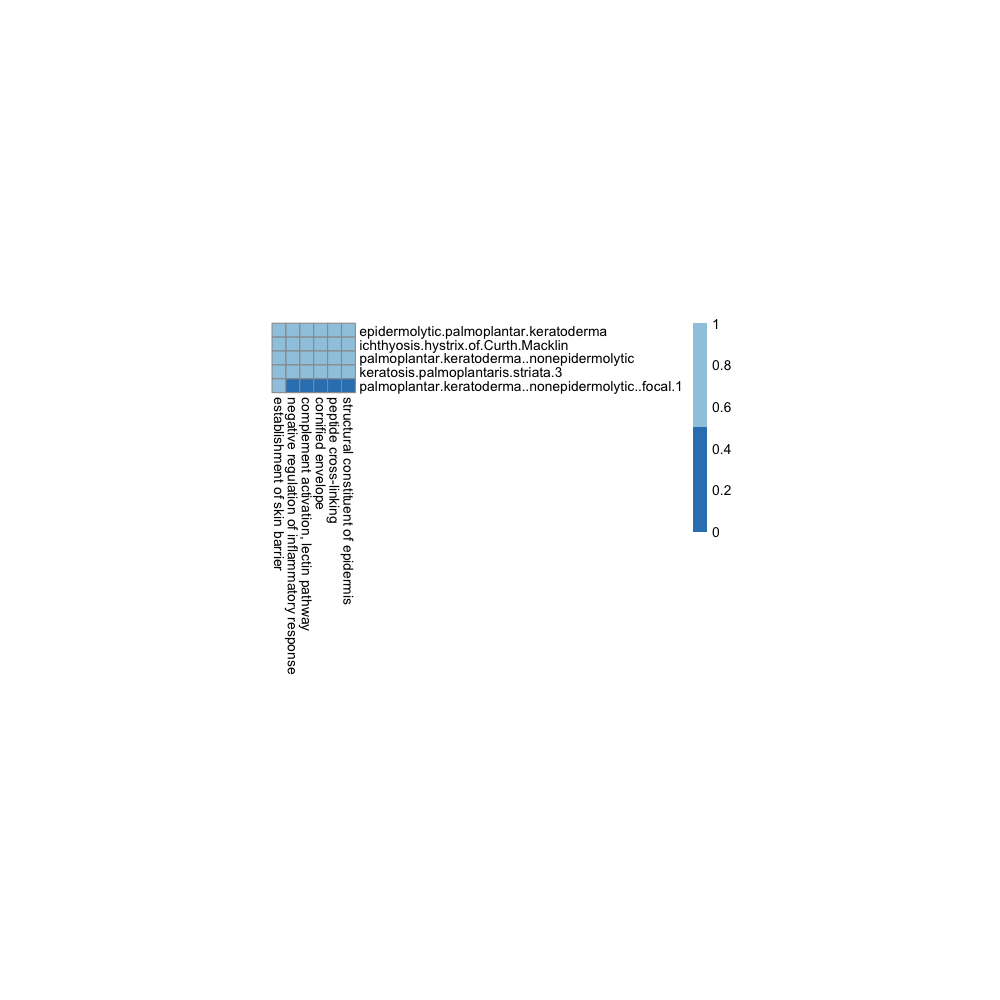 epidermolytic.palmoplantar.keratoderma
ichthyosis.hystrix.of.Curth.Macklin
palmoplantar.keratoderma..nonepidermolytic
keratosis.palmoplantaris.striata.3
palmoplantar.keratoderma..nonepidermolytic..focal.1
establishment of skin barrier
negative regulation of inflammatory response
complement activation, lectin pathway
cornified envelope
peptide cross-linking
structural constituent of epidermis
1
0.8
0.6
0.4
0.2
0